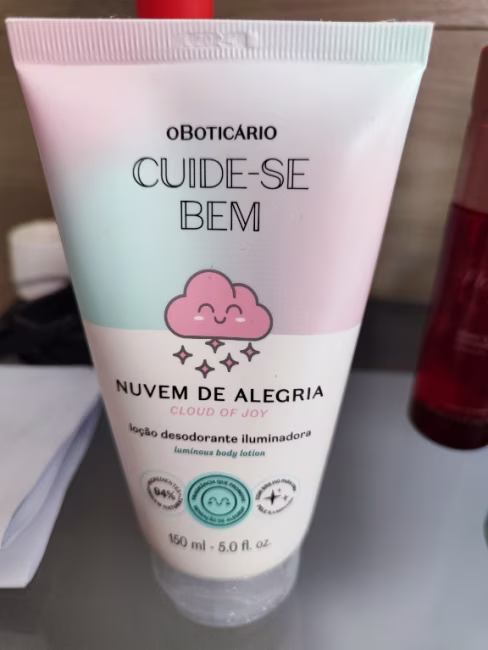 oBoticário
CUIDE-SE
BEM
NUVEM DE ALEGRIA
CLOUD OF JOY
loção desodorante iluminadora
luminous body lotion
94%
150 ml - 5.0 fl. oz.